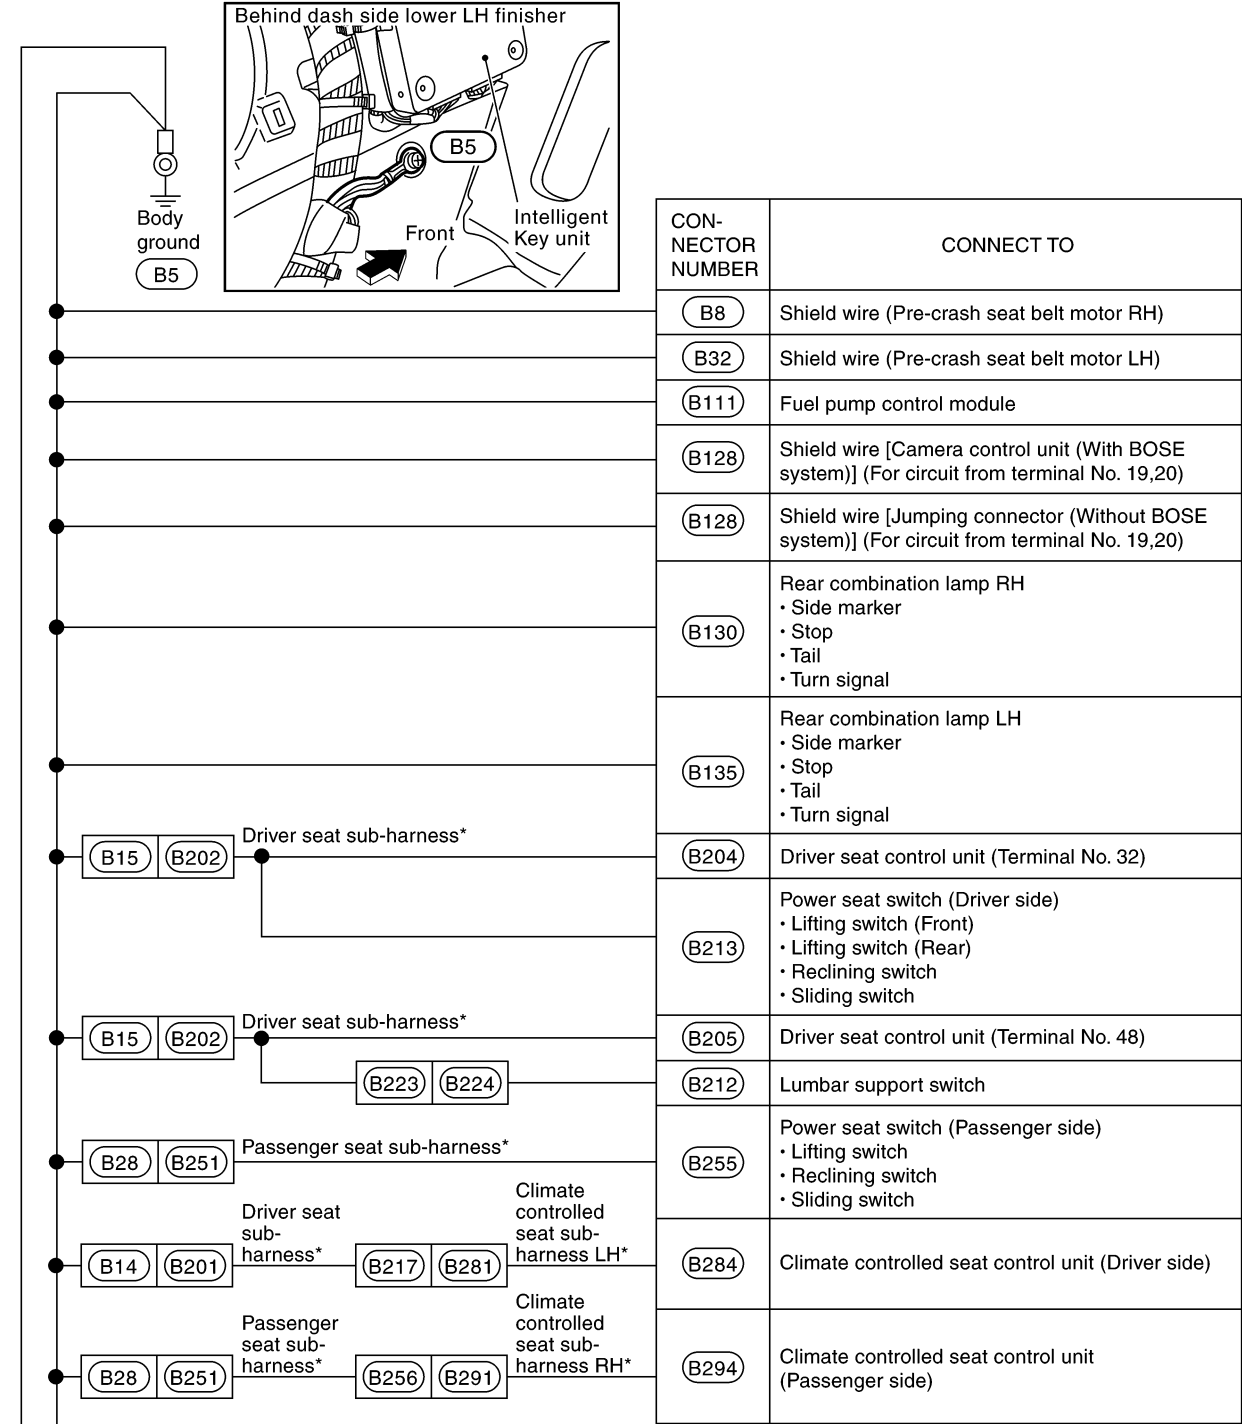 Behind dash side lower LH finisher
B5
Intelligent
Key unit
Front
Body
ground
B5
CON-
NECTOR
NUMBER
CONNECT TO
B8
Shield wire (Pre-crash seat belt motor RH)
B32
Shield wire (Pre-crash seat belt motor LH)
B111
Fuel pump control module
B128
Shield wire [Camera control unit (With BOSE
system)] (For circuit from terminal No. 19,20)
B128
Shield wire [Jumping connector (Without BOSE
system)] (For circuit from terminal No. 19,20)
B130
Rear combination lamp RH
• Side marker
• Stop
• Tail
• Turn signal
B135
Rear combination lamp LH
• Side marker
• Stop
• Tail
• Turn signal
B15 B202
Driver seat sub-harness*
B204
Driver seat control unit (Terminal No. 32)
B213
Power seat switch (Driver side)
• Lifting switch (Front)
• Lifting switch (Rear)
• Reclining switch
• Sliding switch
B15 B202
Driver seat sub-harness*
B205
Driver seat control unit (Terminal No. 48)
B223 B224
B212
Lumbar support switch
B28 B251
Passenger seat sub-harness*
B255
Power seat switch (Passenger side)
• Lifting switch
• Reclining switch
• Sliding switch
B14 B201
Driver seat
sub-
harness*
B217 B281
Climate
controlled
seat sub-
harness LH*
B284
Climate controlled seat control unit (Driver side)
B28 B251
Passenger
seat sub-
harness*
B256 B291
Climate
controlled
seat sub-
harness RH*
B294
Climate controlled seat control unit
(Passenger side)